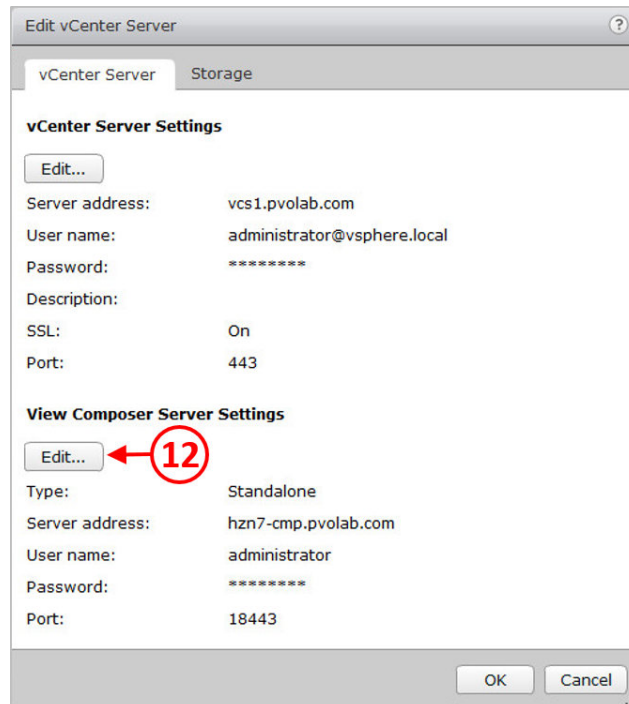 Edit vCenter Server ?
vCenter Server Storage
vCenter Server Settings
Edit...
Server address: vcs1.pvolab.com
User name: administrator@vsphere.local
Password: ********
Description:
SSL: On
Port: 443
View Composer Server Settings
Edit... 12
Type: Standalone
Server address: hzn7-cmp.pvolab.com
User name: administrator
Password: ********
Port: 18443
OK Cancel